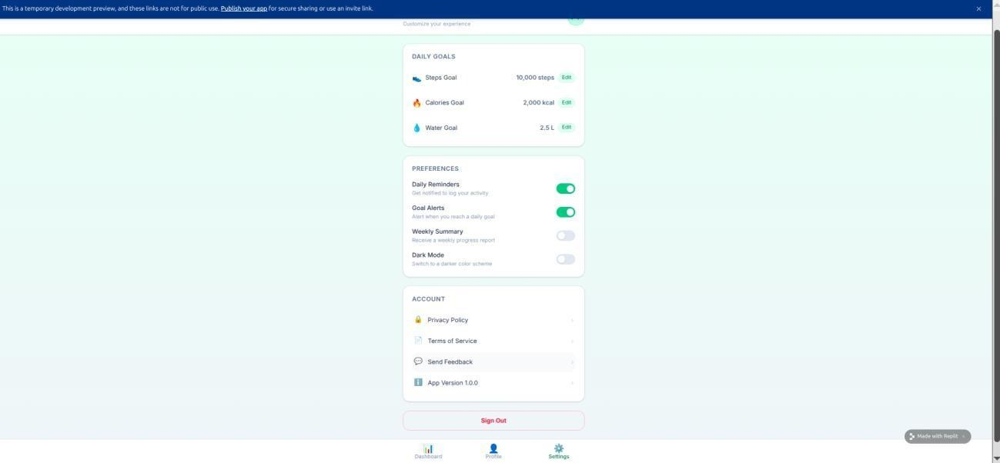 This is a temporary development preview, and these links are not for public use. Publish your app for secure sharing or use an invite link.
Customize your experience
DAILY GOALS
Steps Goal 10,000 steps Edit
Calories Goal 2,000 kcal Edit
Water Goal 2.5 L Edit
PREFERENCES
Daily Reminders
Get notified to log your activity
Goal Alerts
Alert when you reach a daily goal
Weekly Summary
Receive a weekly progress report
Dark Mode
Switch to a darker color scheme
ACCOUNT
Privacy Policy
Terms of Service
Send Feedback
App Version 1.0.0
Sign Out
Made with Replit
Dashboard Profile Settings